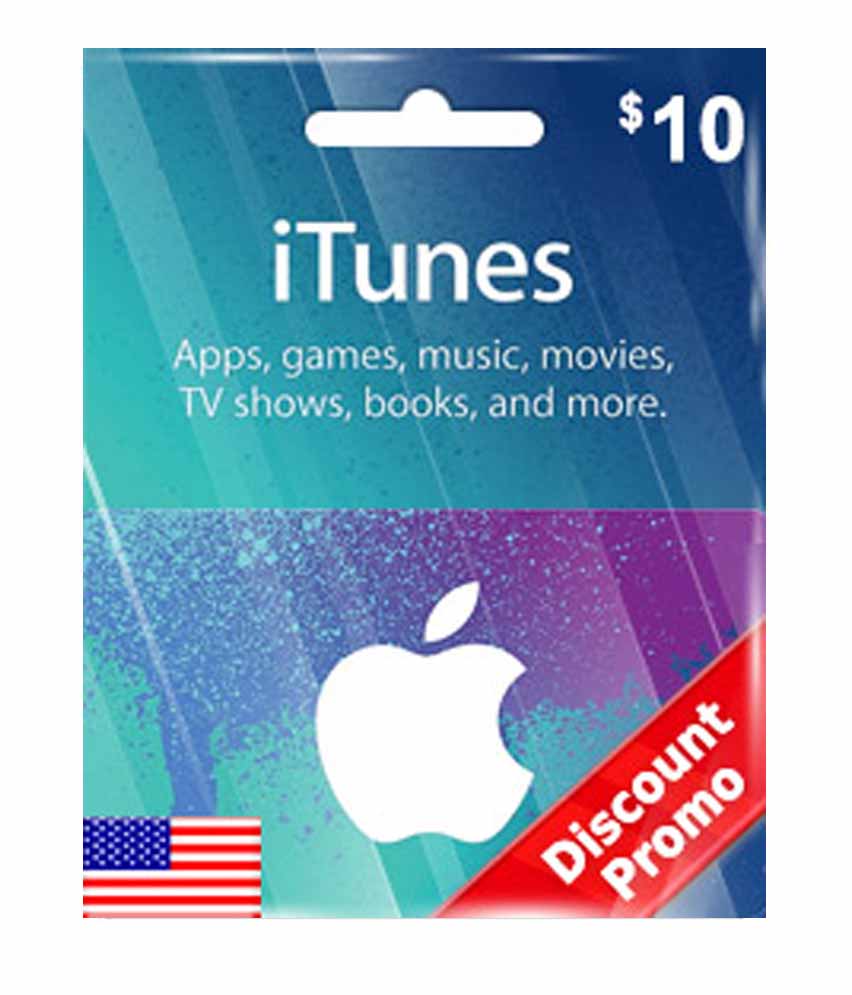 $10
iTunes
Apps, games, music, movies,
TV shows, books, and more.
Discount
Promo